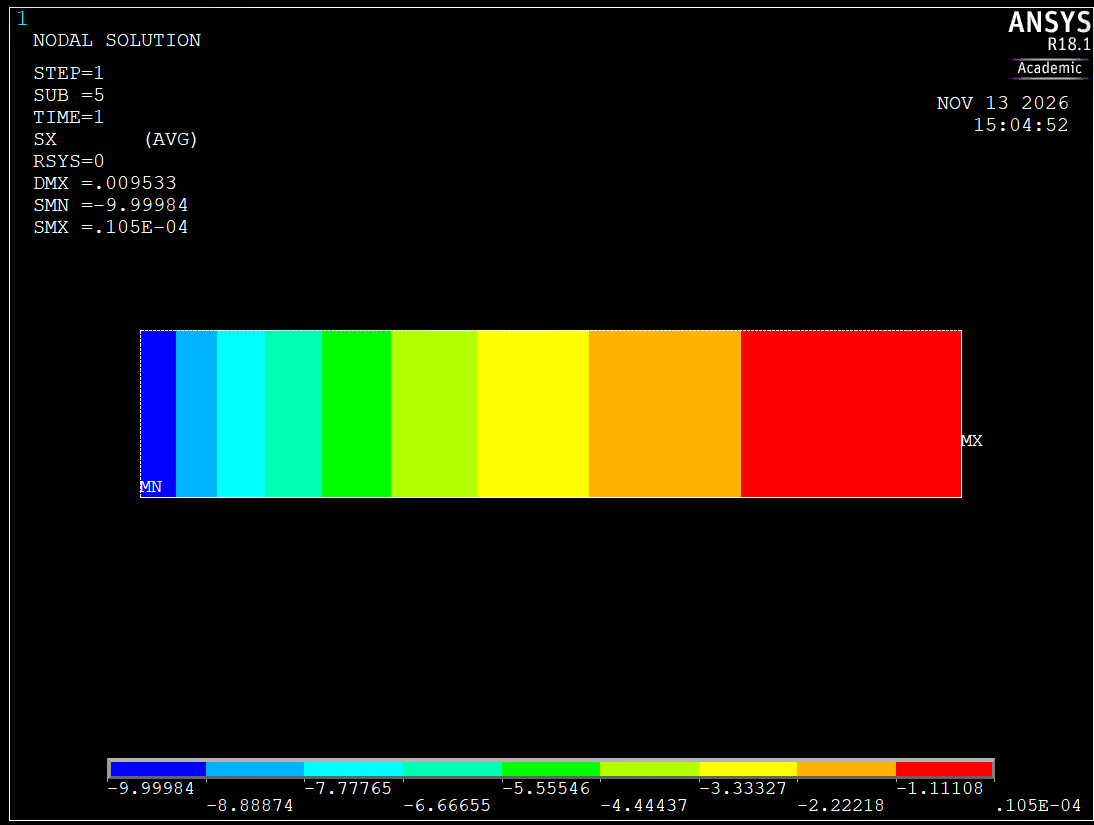 1
NODAL SOLUTION
STEP=1
SUB =5
TIME=1
SX (AVG)
RSYS=0
DMX =.009533
SMN =-9.99984
SMX =.105E-04
ANSYS
R18.1
Academic
NOV 13 2026
15:04:52
MX
MN
-9.99984 -7.77765 -5.55546 -3.33327 -1.11108
-8.88874 -6.66655 -4.44437 -2.22218 .105E-04